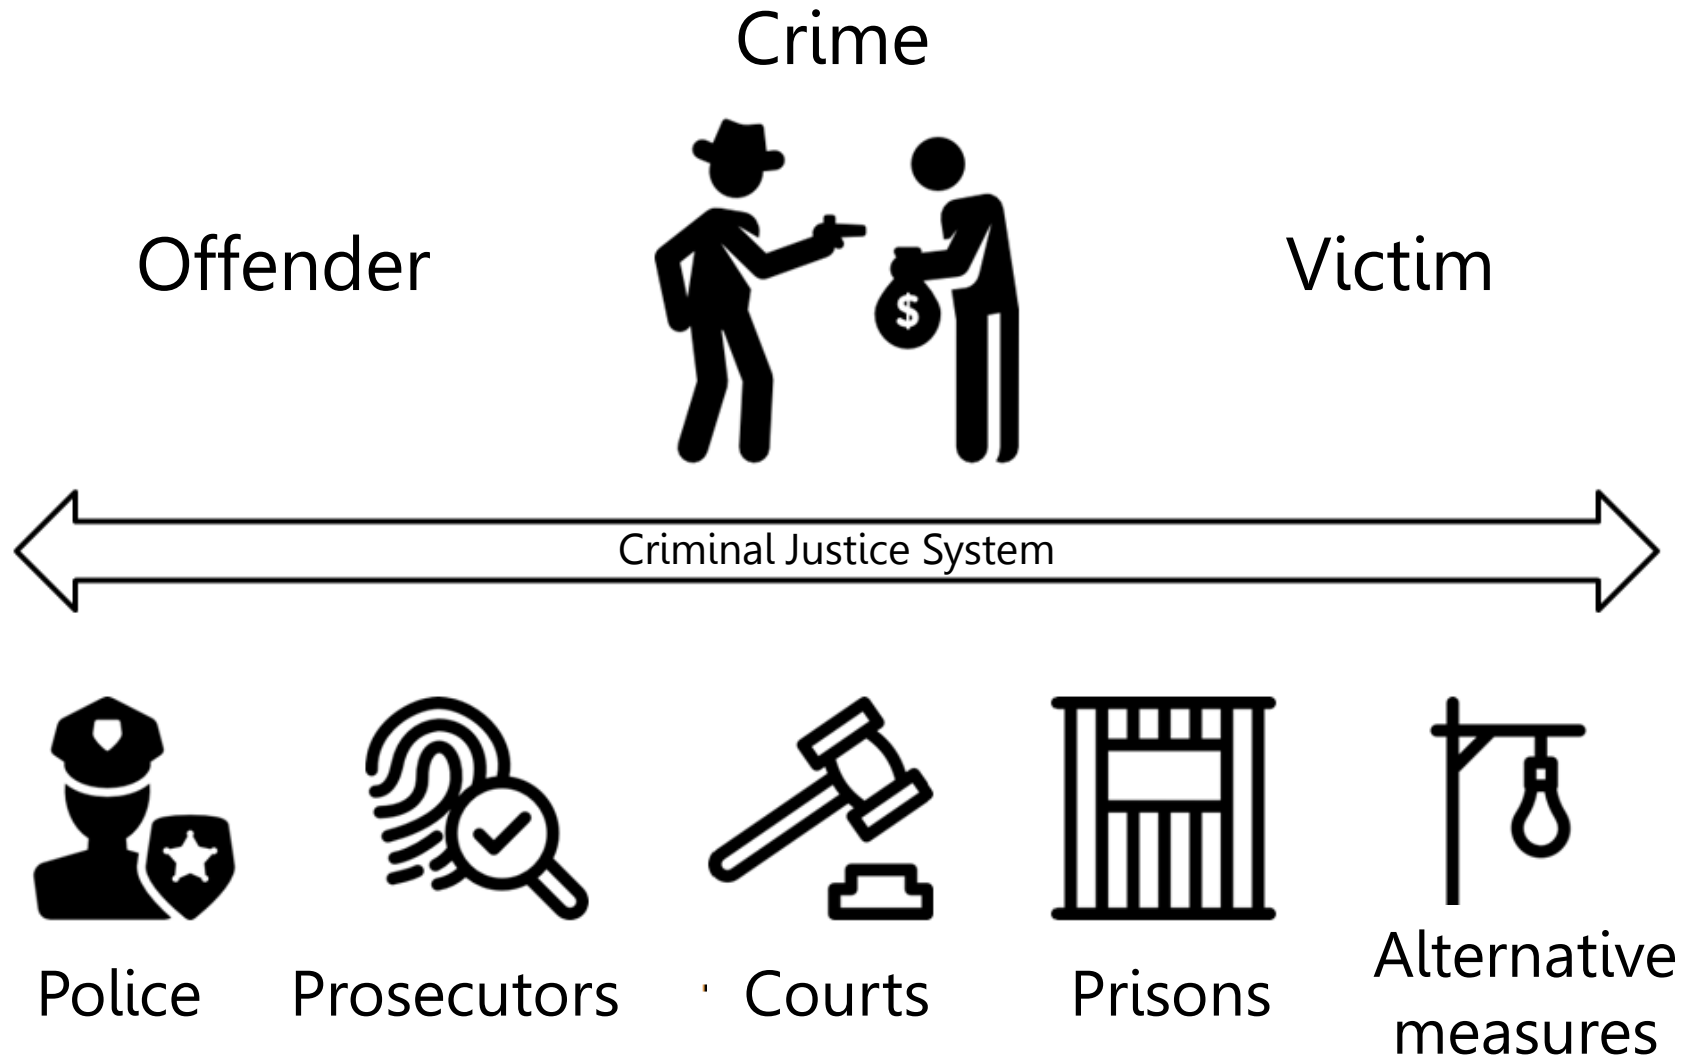 Crime
Offender
Victim
$
Criminal Justice System
Police
Prosecutors
Courts
Prisons
Alternative
measures